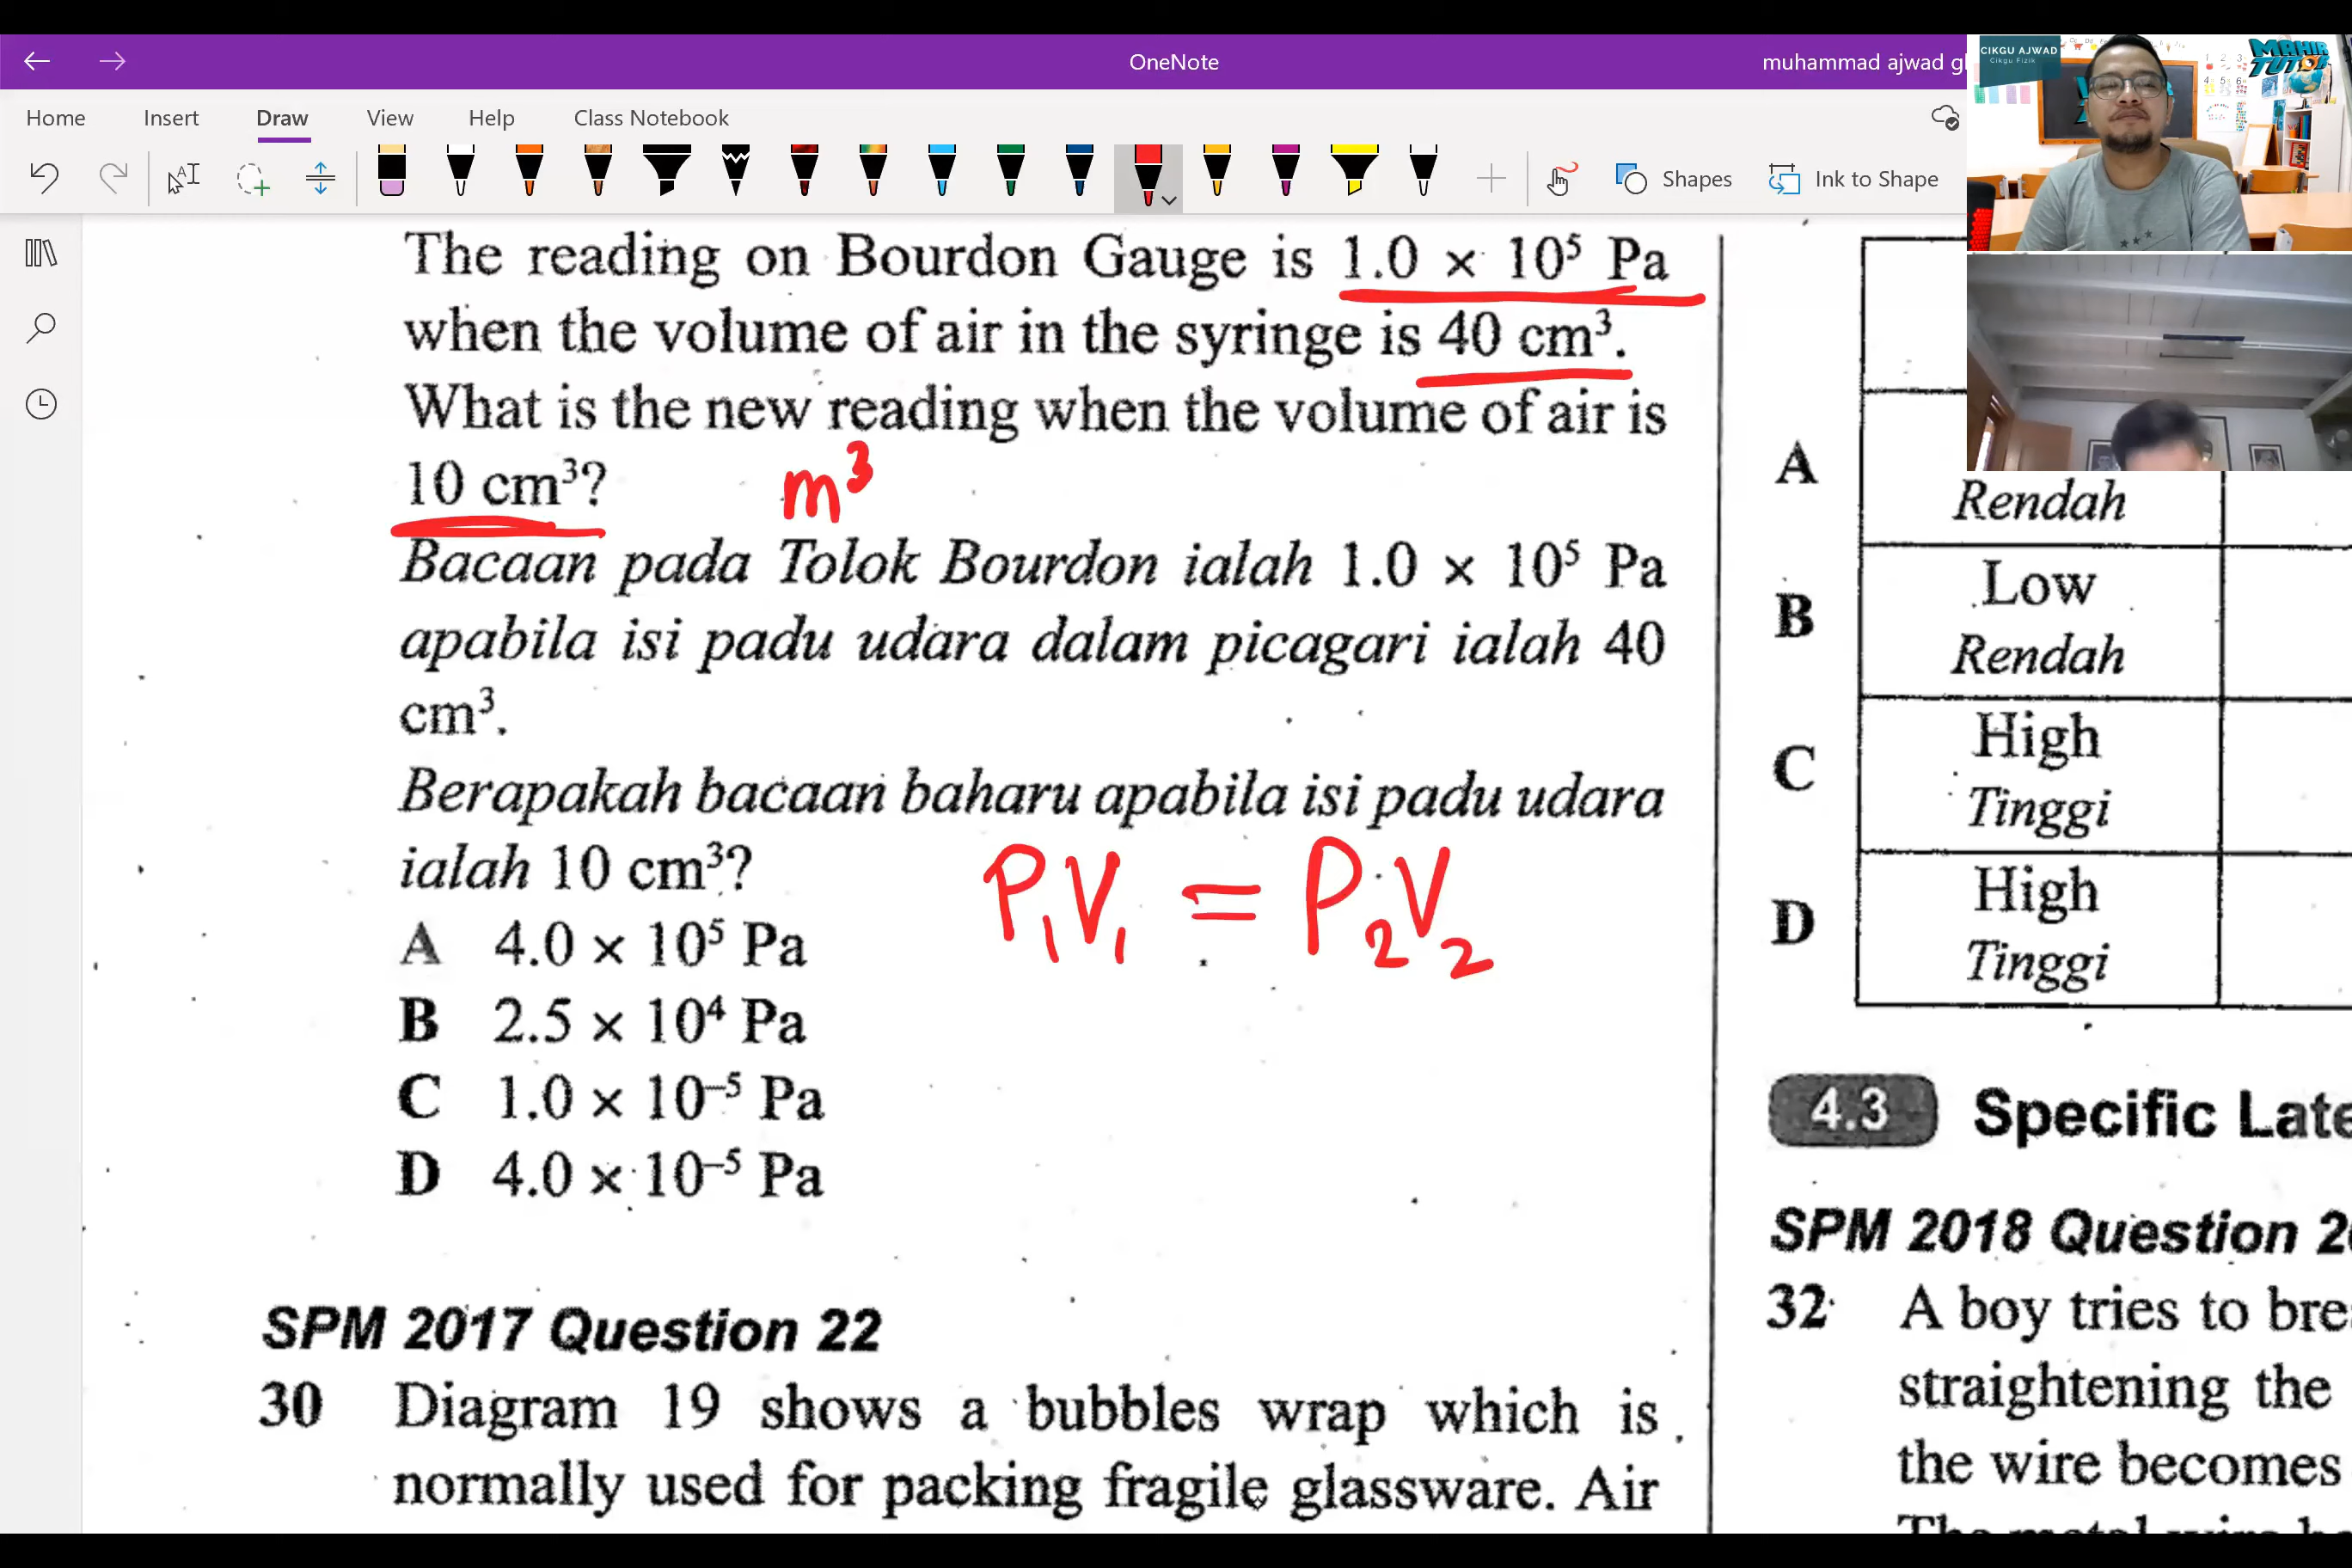 OneNote
muhammad ajwad
CIKGU AJWAD
Cikgu Fizik
MAHIR
TUTOR
Home Insert Draw View Help Class Notebook
Shapes Ink to Shape
The reading on Bourdon Gauge is 1.0 × 10⁵ Pa
when the volume of air in the syringe is 40 cm³.
What is the new reading when the volume of air is
10 cm³?
m³
Bacaan pada Tolok Bourdon ialah 1.0 × 10⁵ Pa
apabila isi padu udara dalam picagari ialah 40
cm³.
Berapakah bacaan baharu apabila isi padu udara
ialah 10 cm³?
P₁V₁ = P₂V₂
A 4.0 × 10⁵ Pa
B 2.5 × 10⁴ Pa
C 1.0 × 10⁻⁵ Pa
D 4.0 × 10⁻⁵ Pa
SPM 2017 Question 22
30 Diagram 19 shows a bubbles wrap which is
normally used for packing fragile glassware. Air
A
Rendah
B Low
Rendah
C High
Tinggi
D High
Tinggi
4.3 Specific Late
SPM 2018 Question 2
32 A boy tries to bre
straightening the
the wire becomes